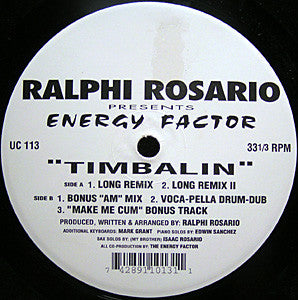 RALPHI ROSARIO
PRESENTS
ENERGY FACTOR
UC 113 33 1/3 RPM
"TIMBALIN"
SIDE A 1. LONG REMIX 2. LONG REMIX II
SIDE B 1. BONUS "AM" MIX 2. VOCA-PELLA DRUM-DUB
3. "MAKE ME CUM" BONUS TRACK
PRODUCED, WRITTEN & ARRANGED BY: RALPHI ROSARIO
ADDITIONAL KEYBOARDS: MARK GRANT PIANO SOLOS BY: EDWIN SANCHEZ
SAX SOLOS BY: (MY BROTHER) ISAAC ROSARIO
ALL CO-PRODUCTION BY: THE ENERGY FACTOR
7 42891 10131 1